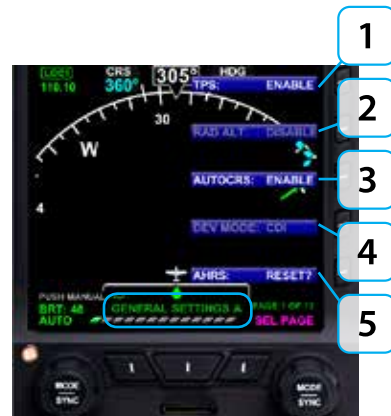 1
LOC1 CRS 305° HDG
110.10 360° TPS: ENABLE
30
2
RAD ALT: DISABLE
W
3
AUTOCRS: ENABLE
4
DEV MODE: CDI
4
AHRS: RESET?
5
PUSH MANUAL
GENERAL SETTINGS A
PAGE 1 OF 11
BRT: 48
AUTO
SEL PAGE
MODE
SYNC
MODE
SYNC